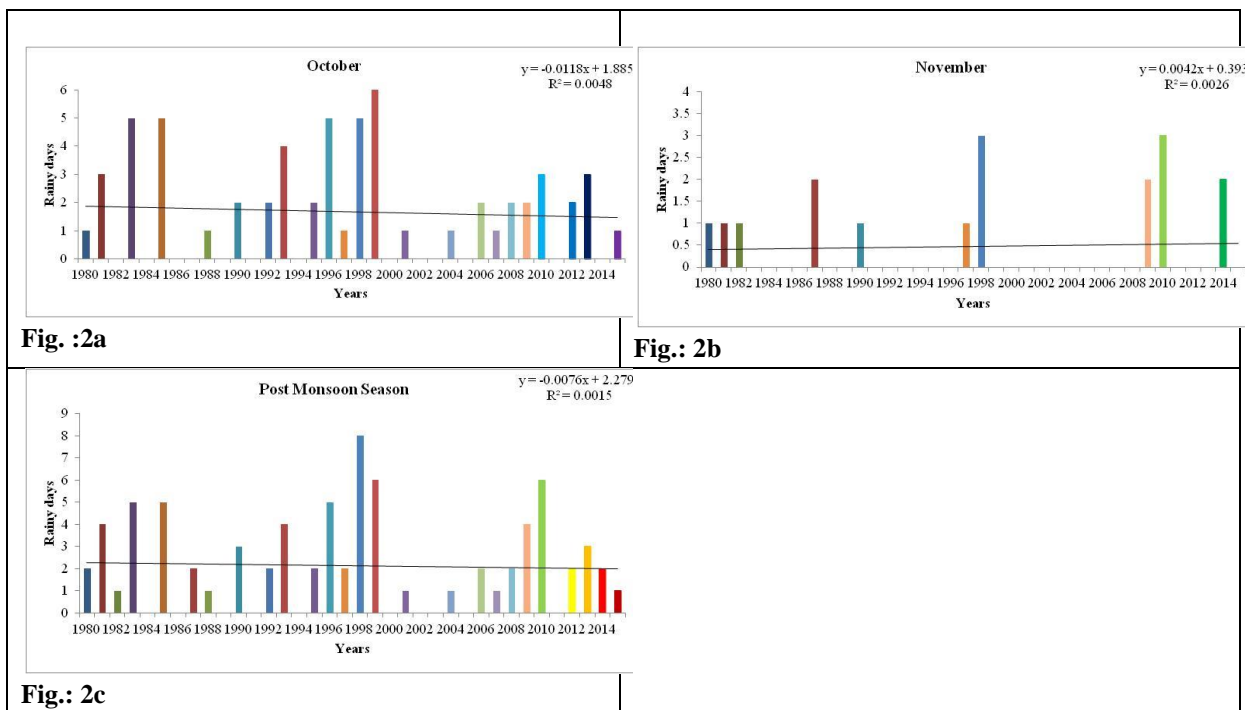 October
y = -0.0118x + 1.885
R² = 0.0048
6
5
4
3
2
1
0
Rainy days
1980 1982 1984 1986 1988 1990 1992 1994 1996 1998 2000 2002 2004 2006 2008 2010 2012 2014
Years
Fig. :2a
November
y = 0.0042x + 0.393
R² = 0.0026
4
3.5
3
2.5
2
1.5
1
0.5
0
Rainy days
1980 1982 1984 1986 1988 1990 1992 1994 1996 1998 2000 2002 2004 2006 2008 2010 2012 2014
Years
Fig.: 2b
Post Monsoon Season
y = -0.0076x + 2.279
R² = 0.0015
9
8
7
6
5
4
3
2
1
0
Rainy days
1980 1982 1984 1986 1988 1990 1992 1994 1996 1998 2000 2002 2004 2006 2008 2010 2012 2014
Years
Fig.: 2c